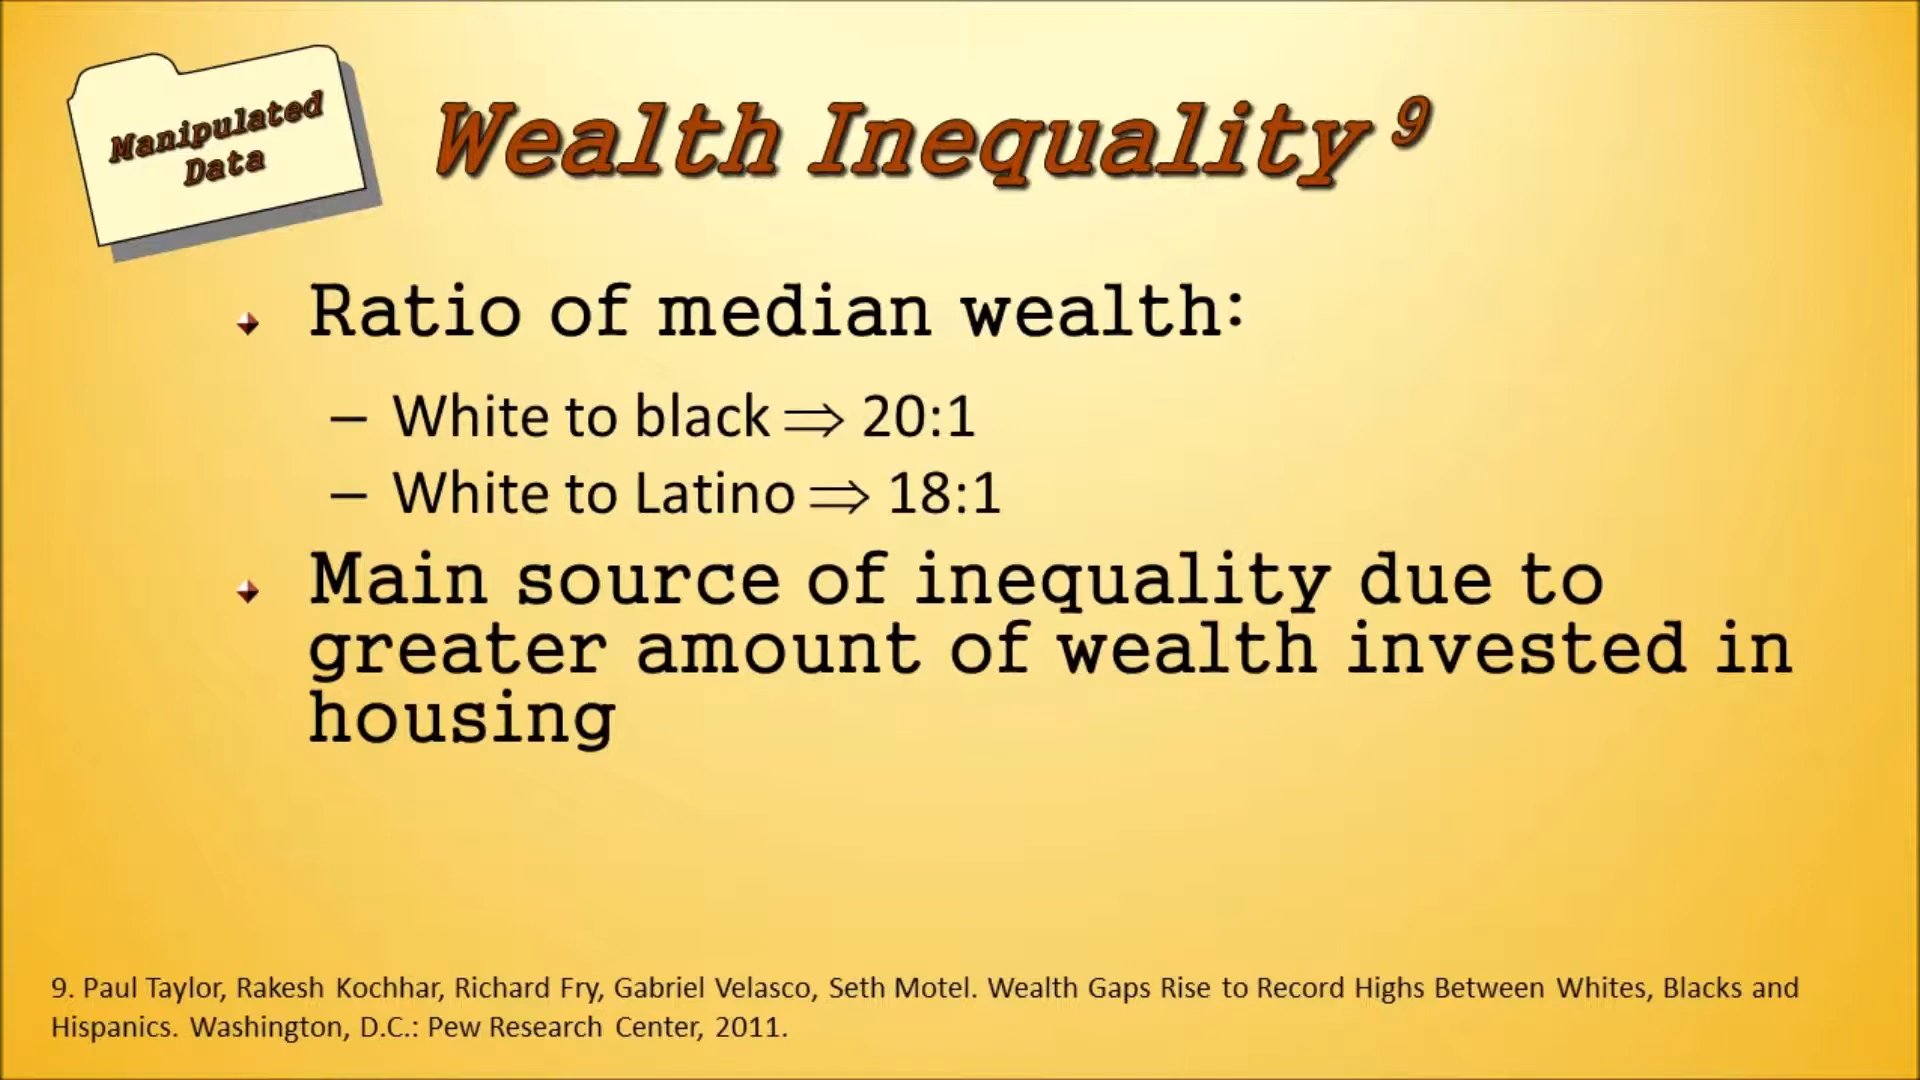 Manipulated
Data
Wealth Inequality 9
Ratio of median wealth:
– White to black ⇒ 20:1
– White to Latino ⇒ 18:1
Main source of inequality due to
greater amount of wealth invested in
housing
9. Paul Taylor, Rakesh Kochhar, Richard Fry, Gabriel Velasco, Seth Motel. Wealth Gaps Rise to Record Highs Between Whites, Blacks and
Hispanics. Washington, D.C.: Pew Research Center, 2011.